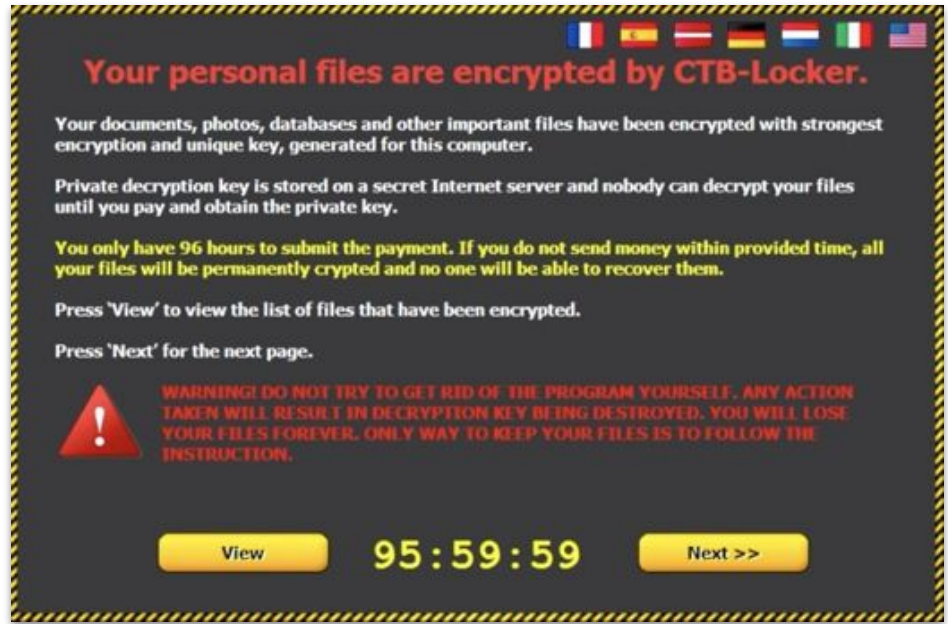 Your personal files are encrypted by CTB-Locker.
Your documents, photos, databases and other important files have been encrypted with strongest
encryption and unique key, generated for this computer.
Private decryption key is stored on a secret Internet server and nobody can decrypt your files
until you pay and obtain the private key.
You only have 96 hours to submit the payment. If you do not send money within provided time, all
your files will be permanently crypted and no one will be able to recover them.
Press 'View' to view the list of files that have been encrypted.
Press 'Next' for the next page.
WARNING! DO NOT TRY TO GET RID OF THE PROGRAM YOURSELF. ANY ACTION
TAKEN WILL RESULT IN DECRYPTION KEY BEING DESTROYED. YOU WILL LOSE
YOUR FILES FOREVER. ONLY WAY TO KEEP YOUR FILES IS TO FOLLOW THE
INSTRUCTION.
View
95:59:59
Next >>